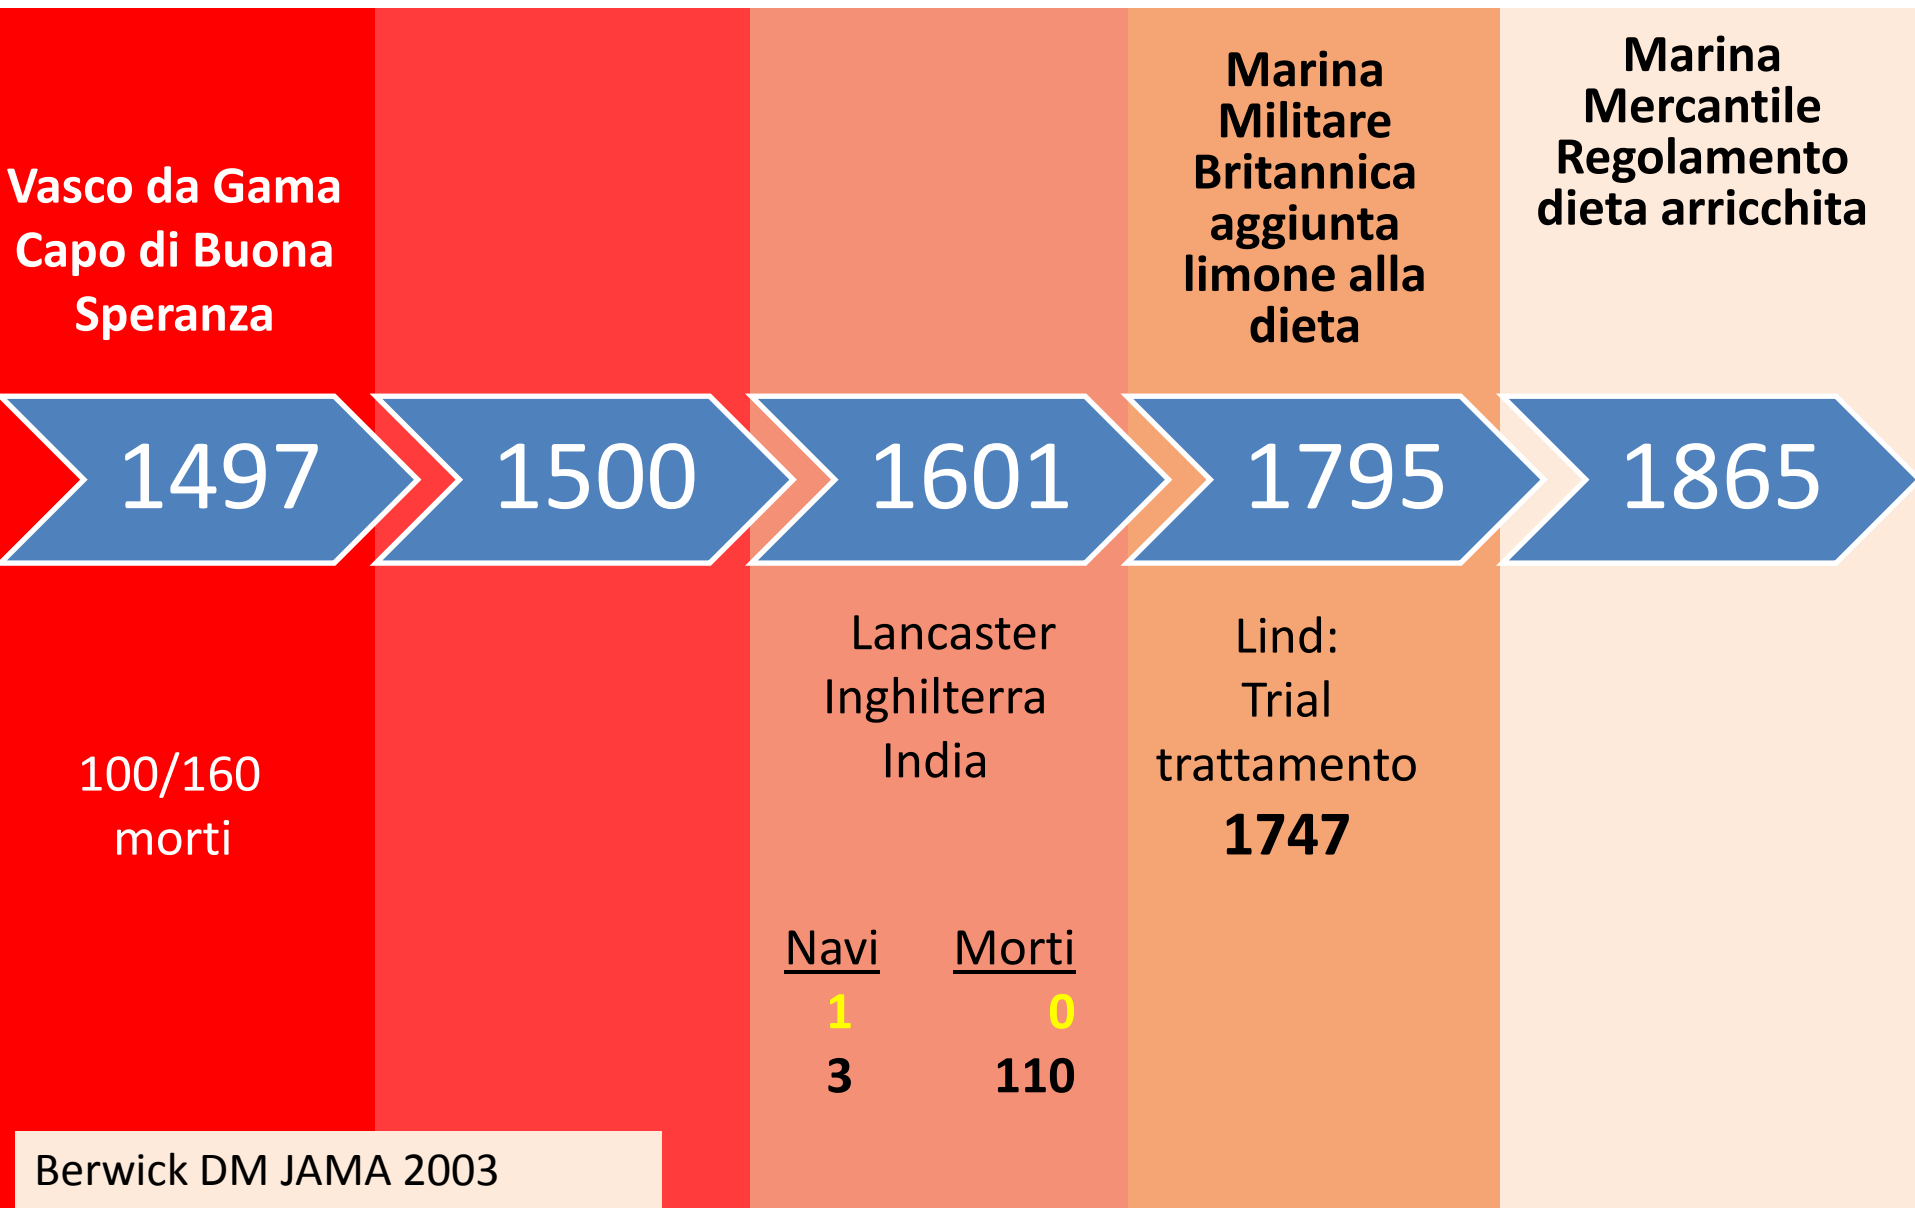 Vasco da Gama
Capo di Buona
Speranza
Marina
Militare
Britannica
aggiunta
limone alla
dieta
Marina
Mercantile
Regolamento
dieta arricchita
1497
1500
1601
1795
1865
100/160
morti
Lancaster
Inghilterra
India
Navi Morti
1 0
3 110
Lind:
Trial
trattamento
1747
Berwick DM JAMA 2003